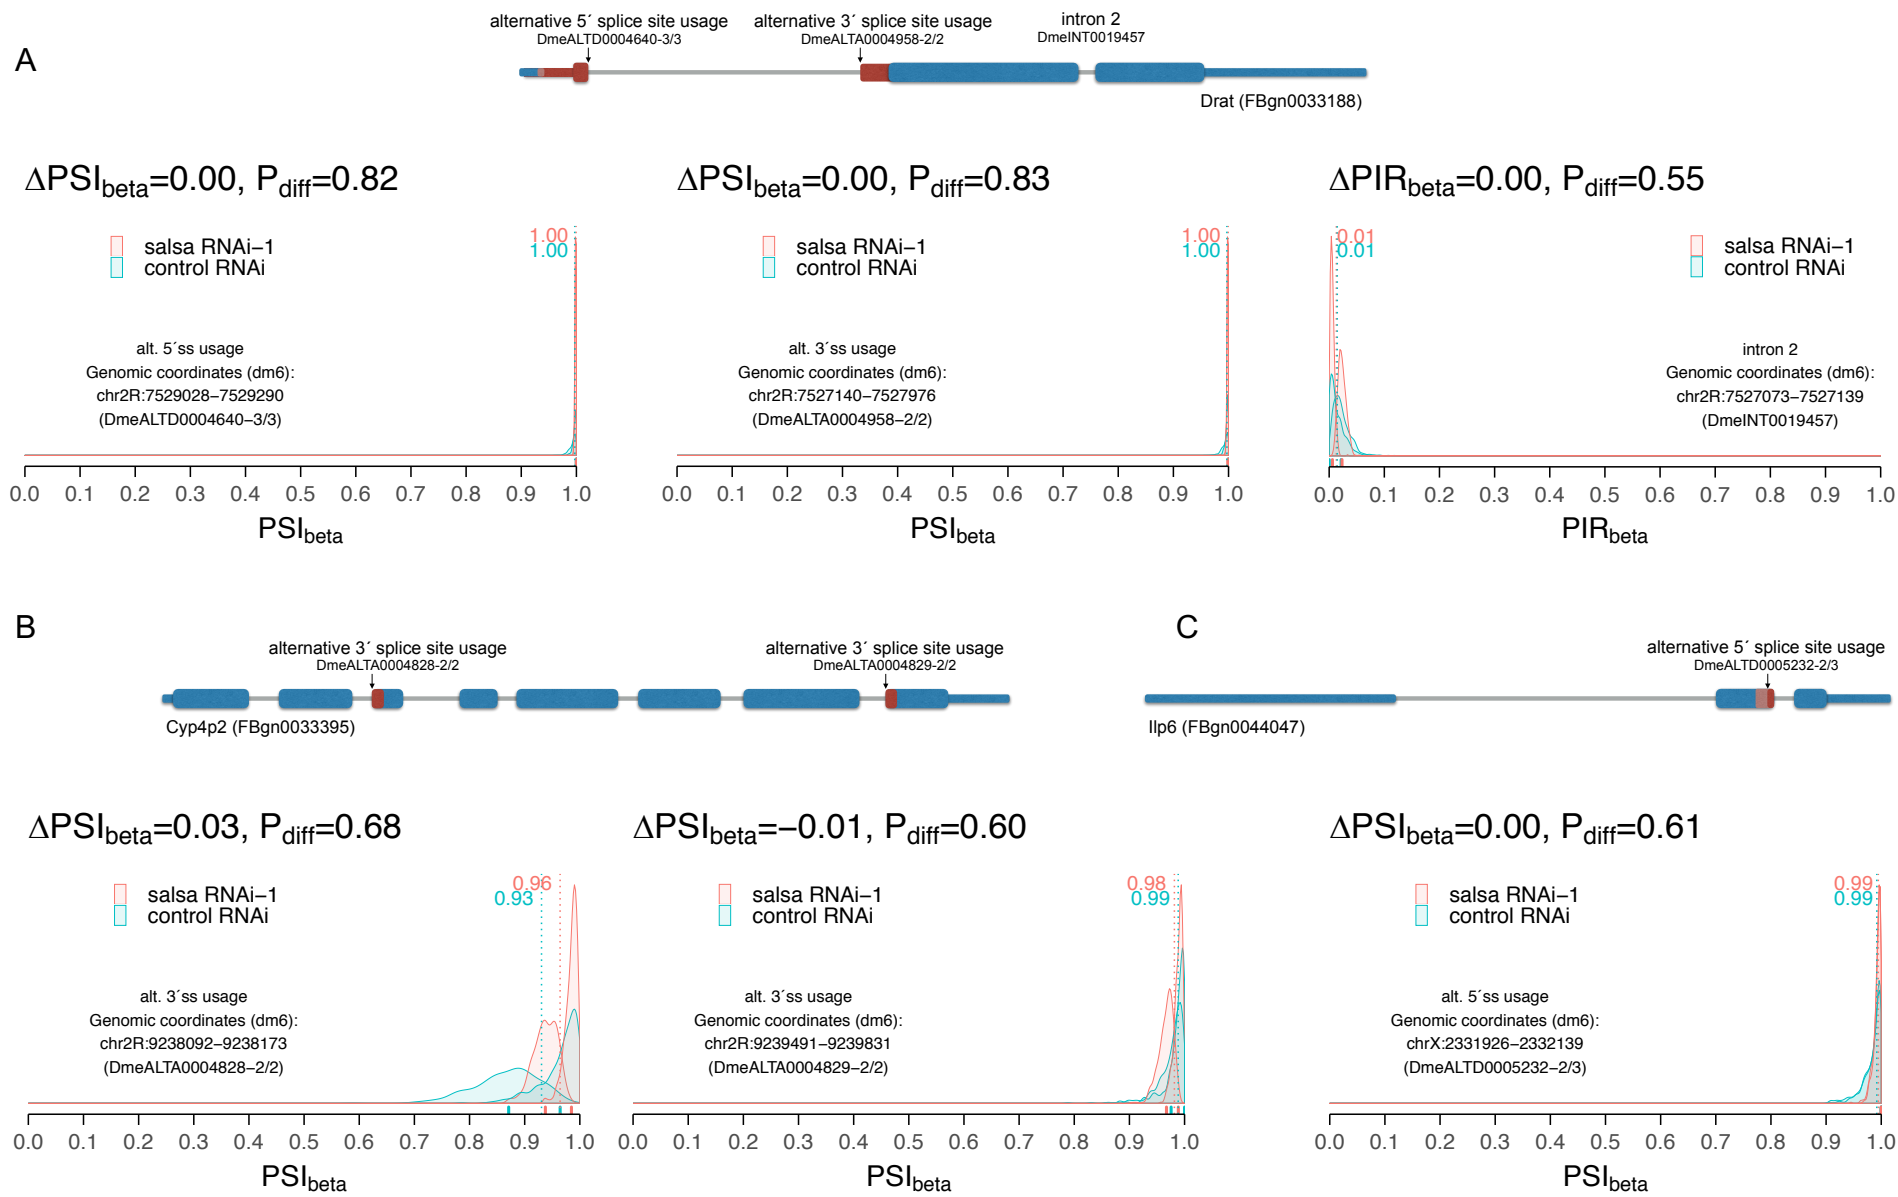 A
alternative 5´ splice site usage
DmeALTD0004640-3/3
alternative 3´ splice site usage
DmeALTA0004958-2/2
intron 2
DmeINT0019457
Drat (FBgn0033188)
ΔPSIbeta=0.00, Pdiff=0.82
salsa RNAi−1
control RNAi
1.00
1.00
alt. 5´ss usage
Genomic coordinates (dm6):
chr2R:7529028−7529290
(DmeALTD0004640−3/3)
0.0 0.1 0.2 0.3 0.4 0.5 0.6 0.7 0.8 0.9 1.0
PSIbeta
ΔPSIbeta=0.00, Pdiff=0.83
salsa RNAi−1
control RNAi
1.00
1.00
alt. 3´ss usage
Genomic coordinates (dm6):
chr2R:7527140−7527976
(DmeALTA0004958−2/2)
0.0 0.1 0.2 0.3 0.4 0.5 0.6 0.7 0.8 0.9 1.0
PSIbeta
ΔPIRbeta=0.00, Pdiff=0.55
0.01
0.01
salsa RNAi−1
control RNAi
intron 2
Genomic coordinates (dm6):
chr2R:7527073−7527139
(DmeINT0019457)
0.0 0.1 0.2 0.3 0.4 0.5 0.6 0.7 0.8 0.9 1.0
PIRbeta
B
alternative 3´ splice site usage
DmeALTA0004828-2/2
alternative 3´ splice site usage
DmeALTA0004829-2/2
Cyp4p2 (FBgn0033395)
ΔPSIbeta=0.03, Pdiff=0.68
salsa RNAi−1
control RNAi
0.96
0.93
alt. 3´ss usage
Genomic coordinates (dm6):
chr2R:9238092−9238173
(DmeALTA0004828−2/2)
0.0 0.1 0.2 0.3 0.4 0.5 0.6 0.7 0.8 0.9 1.0
PSIbeta
ΔPSIbeta=−0.01, Pdiff=0.60
salsa RNAi−1
control RNAi
0.98
0.99
alt. 3´ss usage
Genomic coordinates (dm6):
chr2R:9239491−9239831
(DmeALTA0004829−2/2)
0.0 0.1 0.2 0.3 0.4 0.5 0.6 0.7 0.8 0.9 1.0
PSIbeta
C
alternative 5´ splice site usage
DmeALTD0005232-2/3
Ilp6 (FBgn0044047)
ΔPSIbeta=0.00, Pdiff=0.61
salsa RNAi−1
control RNAi
0.99
0.99
alt. 5´ss usage
Genomic coordinates (dm6):
chrX:2331926−2332139
(DmeALTD0005232−2/3)
0.0 0.1 0.2 0.3 0.4 0.5 0.6 0.7 0.8 0.9 1.0
PSIbeta